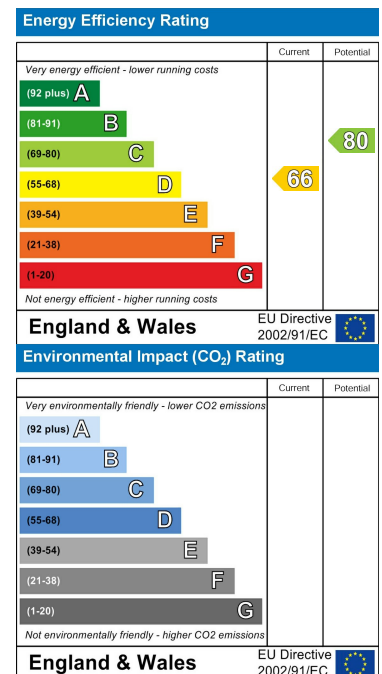 Energy Efficiency Rating
Current Potential
Very energy efficient - lower running costs
(92 plus) A
(81-91) B
(69-80) C
(55-68) D
(39-54) E
(21-38) F
(1-20) G
80
66
Not energy efficient - higher running costs
England & Wales
EU Directive
2002/91/EC
Environmental Impact (CO₂) Rating
Current Potential
Very environmentally friendly - lower CO2 emissions
(92 plus) A
(81-91) B
(69-80) C
(55-68) D
(39-54) E
(21-38) F
(1-20) G
Not environmentally friendly - higher CO2 emissions
England & Wales
EU Directive
2002/91/EC